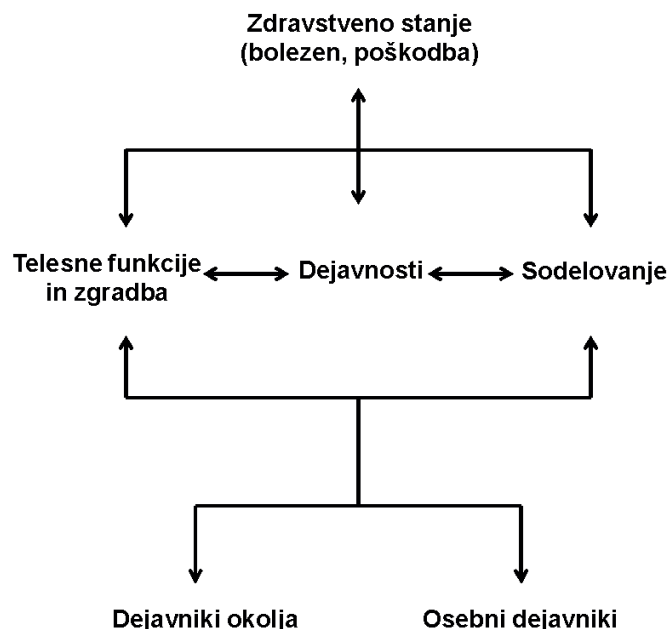 Zdravstveno stanje
(bolezen, poškodba)
Telesne funkcije
in zgradba
Dejavnosti
Sodelovanje
Dejavniki okolja
Osebni dejavniki